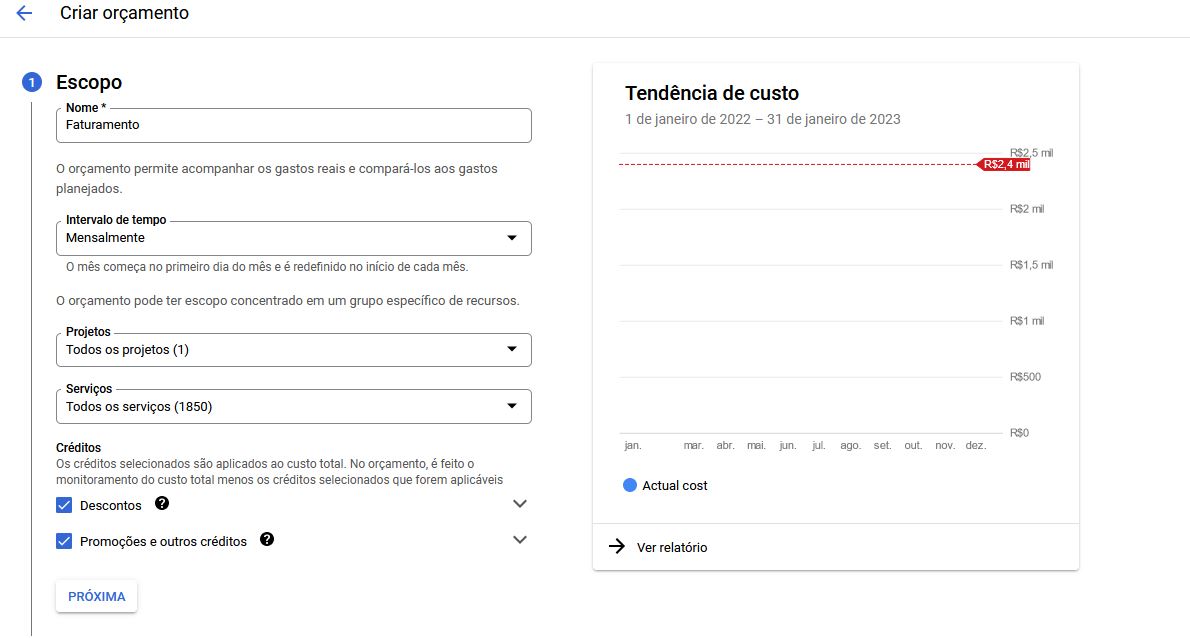 Criar orçamento
1
Escopo
Nome *
Faturamento
O orçamento permite acompanhar os gastos reais e compará-los aos gastos
planejados.
Intervalo de tempo
Mensalmente
O mês começa no primeiro dia do mês e é redefinido no início de cada mês.
O orçamento pode ter escopo concentrado em um grupo específico de recursos.
Projetos
Todos os projetos (1)
Serviços
Todos os serviços (1850)
Créditos
Os créditos selecionados são aplicados ao custo total. No orçamento, é feito o
monitoramento do custo total menos os créditos selecionados que forem aplicáveis
Descontos ?
Promoções e outros créditos ?
PRÓXIMA
Tendência de custo
1 de janeiro de 2022 – 31 de janeiro de 2023
R$2,5 mil
R$2,4 mil
R$2 mil
R$1,5 mil
R$1 mil
R$500
R$0
jan. mar. abr. mai. jun. jul. ago. set. out. nov. dez.
Actual cost
Ver relatório